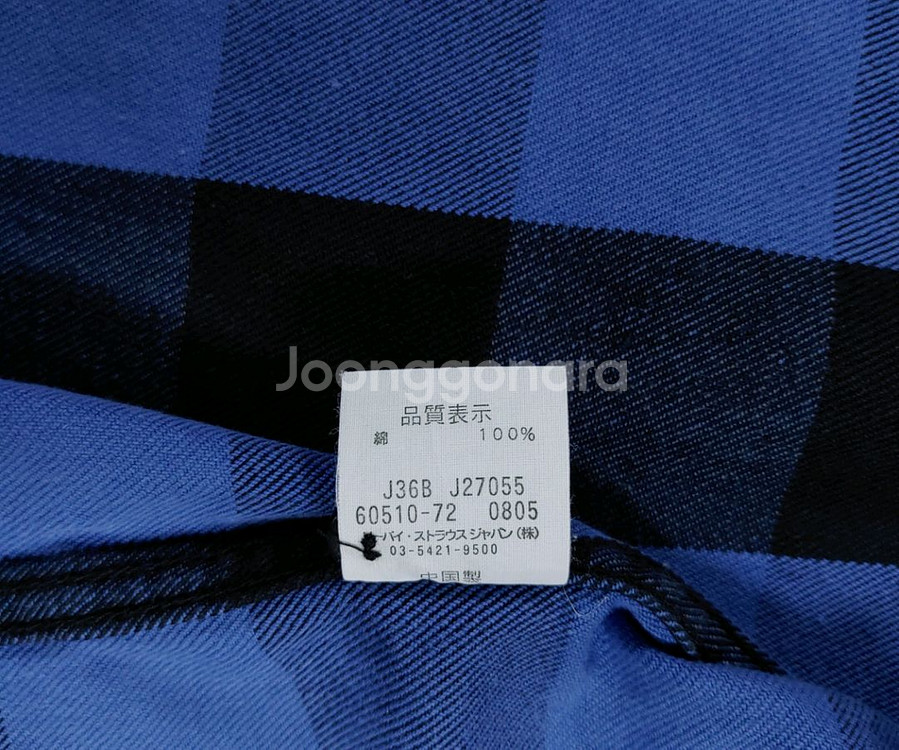 Joonggonara
品質表示
綿 100%
J36B J27055
60510-72 0805
ーバイ・ストラウス ジャパン(株)
03-5421-9500
中国製